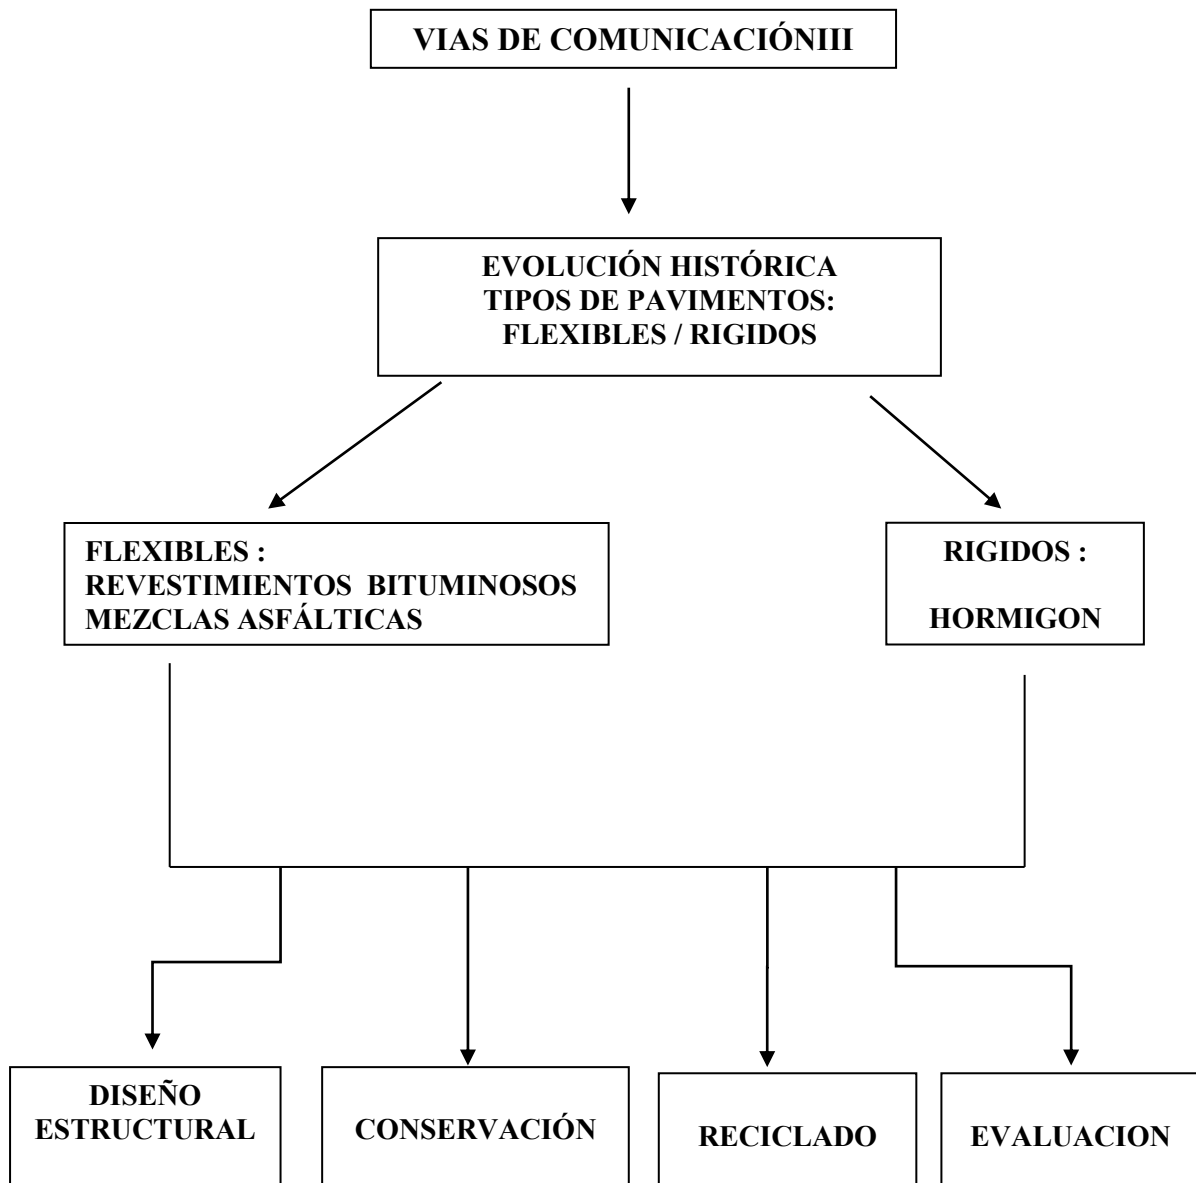 VIAS DE COMUNICACIÓNIII
EVOLUCIÓN HISTÓRICA
TIPOS DE PAVIMENTOS:
FLEXIBLES / RIGIDOS
FLEXIBLES :
REVESTIMIENTOS BITUMINOSOS
MEZCLAS ASFÁLTICAS
RIGIDOS :
HORMIGON
DISEÑO
ESTRUCTURAL
CONSERVACIÓN
RECICLADO
EVALUACION